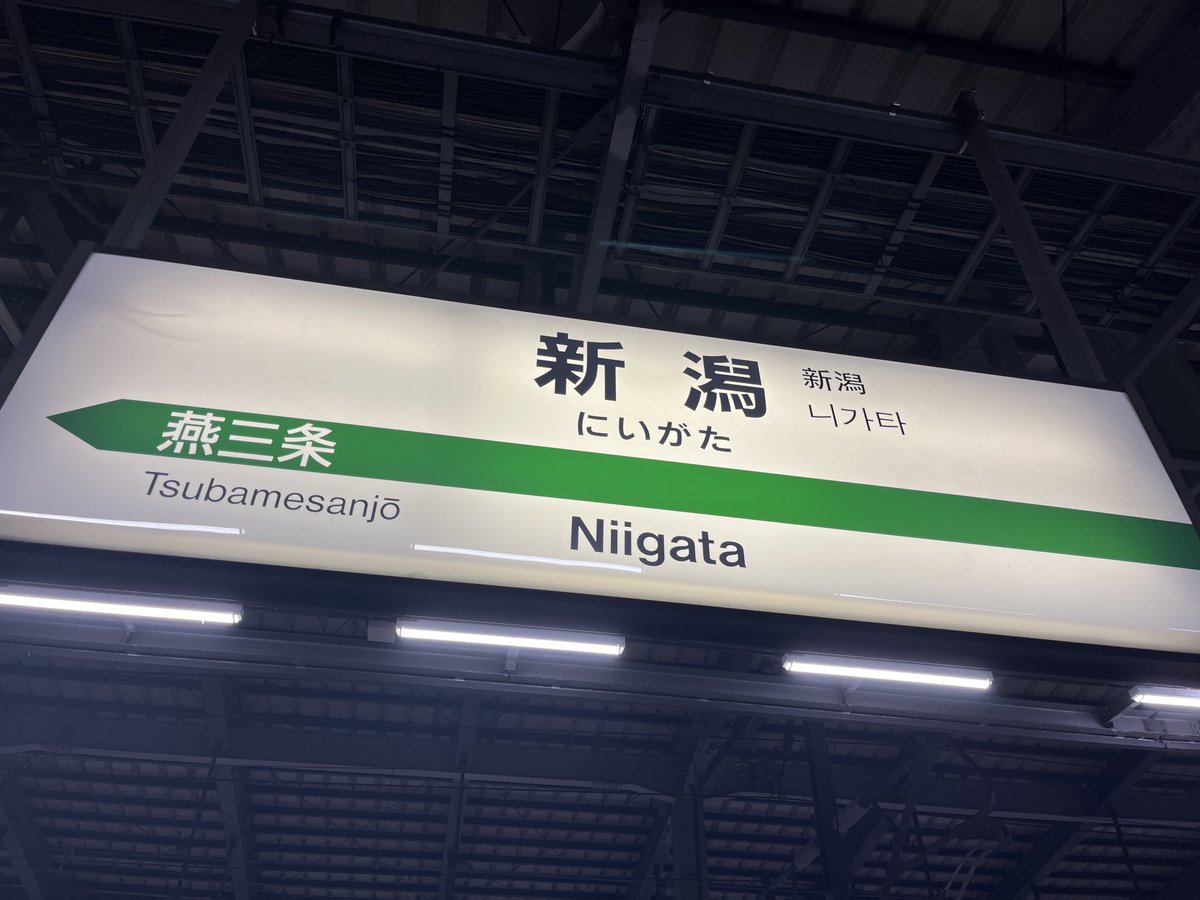 新潟
にいがた
新潟
니가타
燕三条
Tsubamesanjō
Niigata